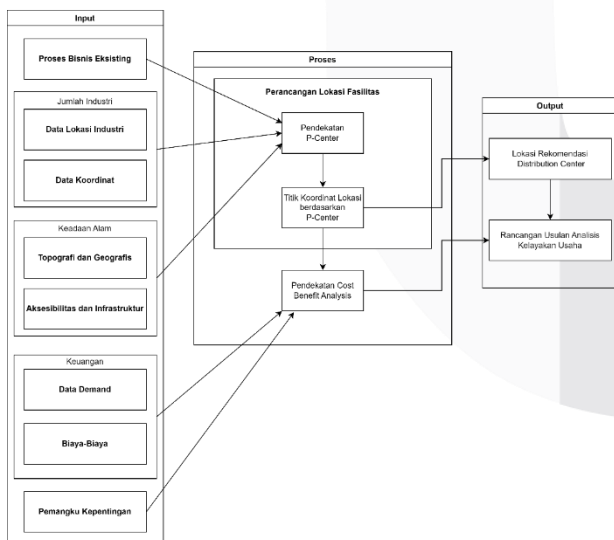 Input
Proses Bisnis Eksisting
Jumlah Industri
Data Lokasi Industri
Data Koordinat
Keadaan Alam
Topografi dan Geografis
Aksesibilitas dan Infrastruktur
Keuangan
Data Demand
Biaya-Biaya
Pemangku Kepentingan
Proses
Perancangan Lokasi Fasilitas
Pendekatan
P-Center
Titik Koordinat Lokasi
berdasarkan
P-Center
Pendekatan Cost
Benefit Analysis
Output
Lokasi Rekomendasi
Distribution Center
Rancangan Usulan Analisis
Kelayakan Usaha